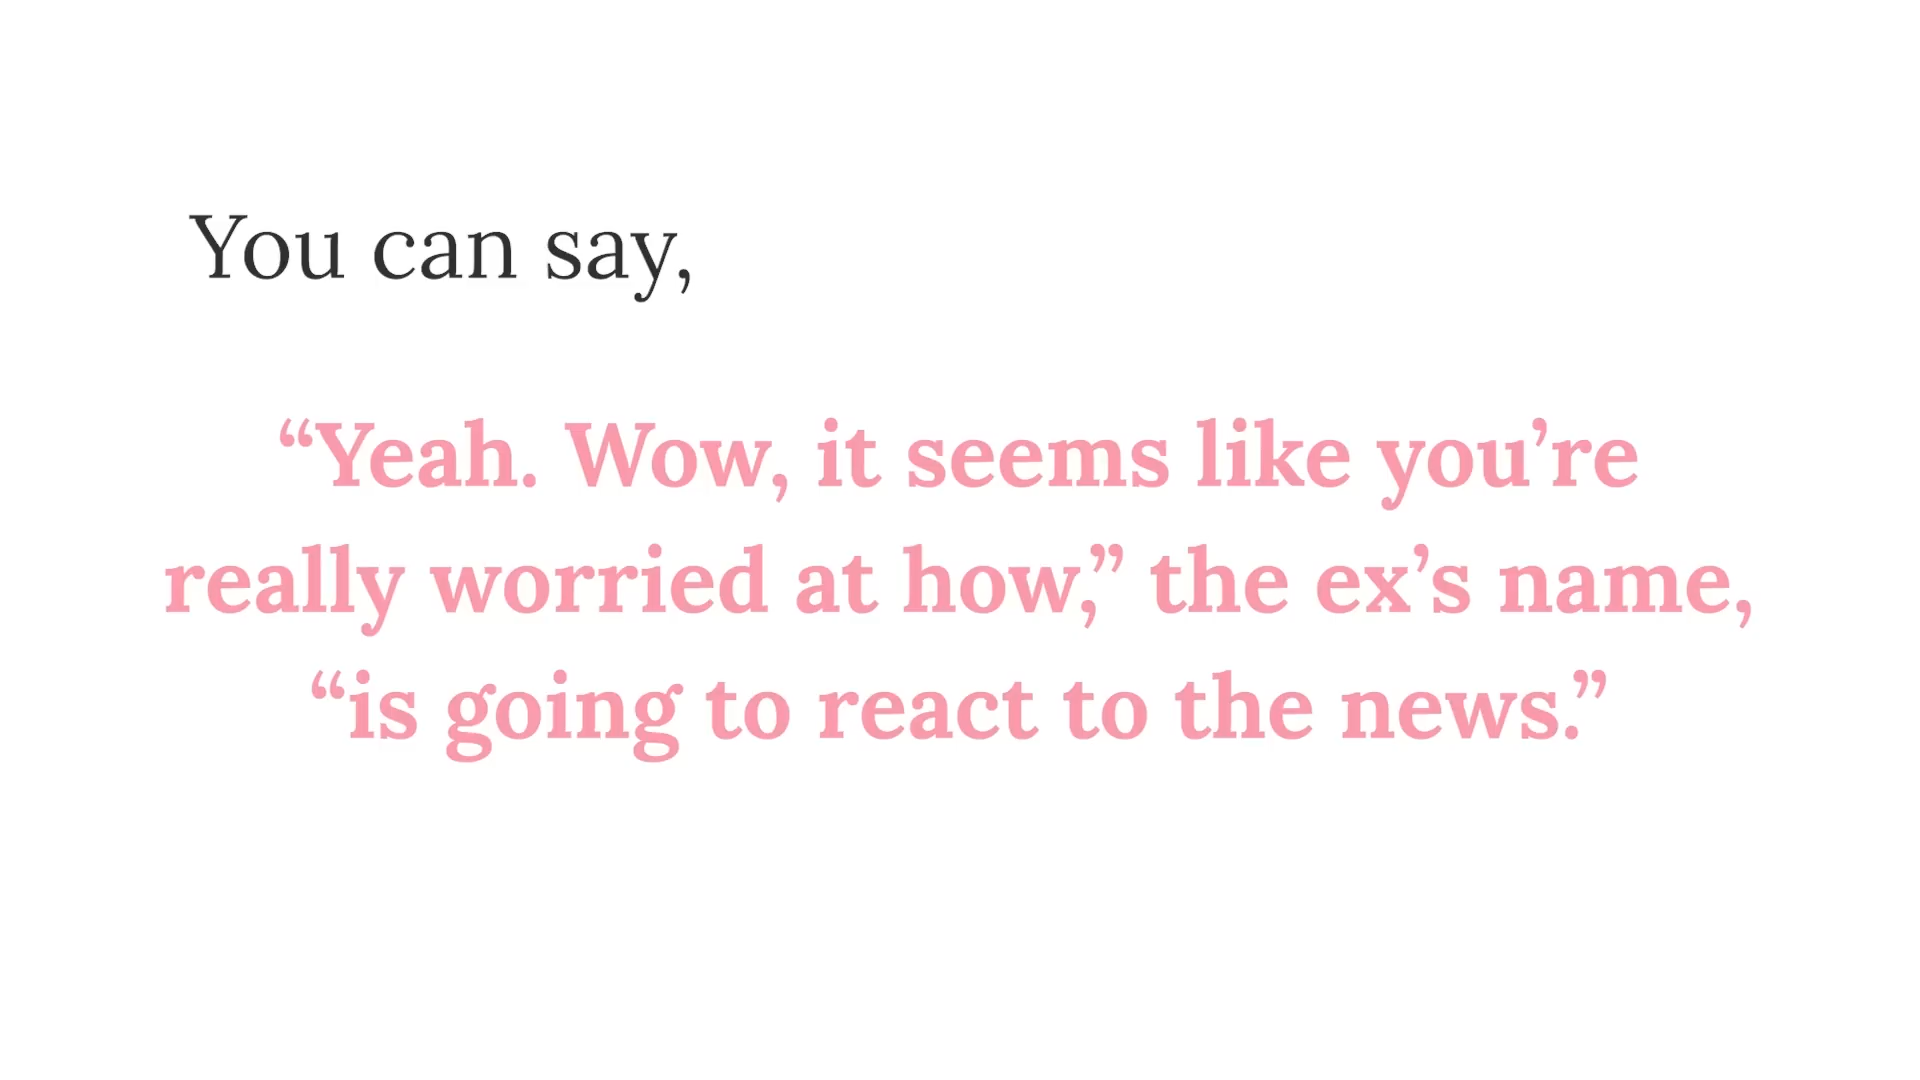 You can say,
“Yeah. Wow, it seems like you’re
really worried at how,” the ex’s name,
“is going to react to the news.”